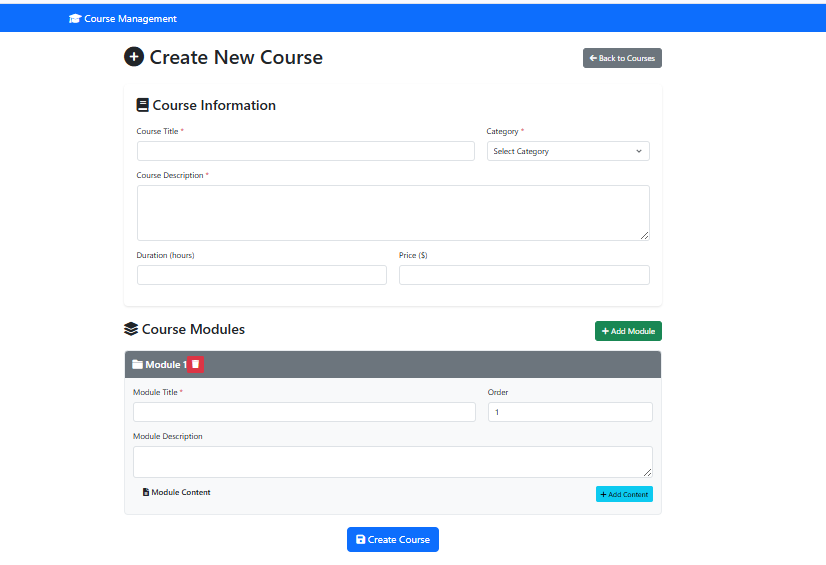 Course Management
Create New Course
Back to Courses
Course Information
Course Title *
Category *
Select Category
Course Description *
Duration (hours)
Price ($)
Course Modules
+ Add Module
Module 1
Module Title *
Order
1
Module Description
Module Content
+ Add Content
Create Course